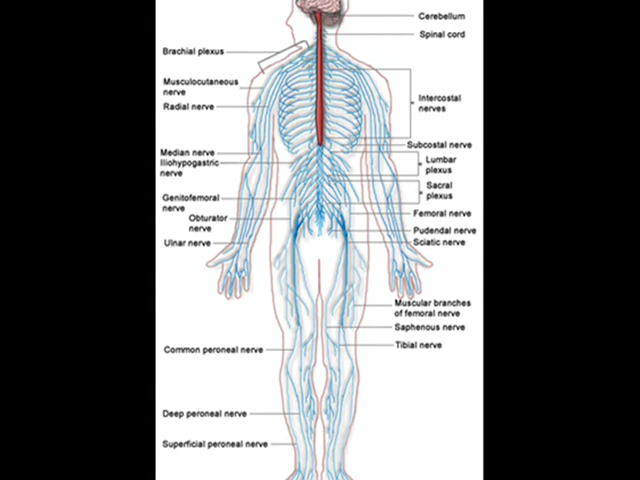 Cerebellum
Spinal cord
Brachial plexus
Musculocutaneous
nerve
Radial nerve
Intercostal
nerves
Subcostal nerve
Median nerve
Iliohypogastric
nerve
Lumbar
plexus
Sacral
plexus
Genitofemoral
nerve
Obturator
nerve
Ulnar nerve
Femoral nerve
Pudendal nerve
Sciatic nerve
Muscular branches
of femoral nerve
Saphenous nerve
Tibial nerve
Common peroneal nerve
Deep peroneal nerve
Superficial peroneal nerve